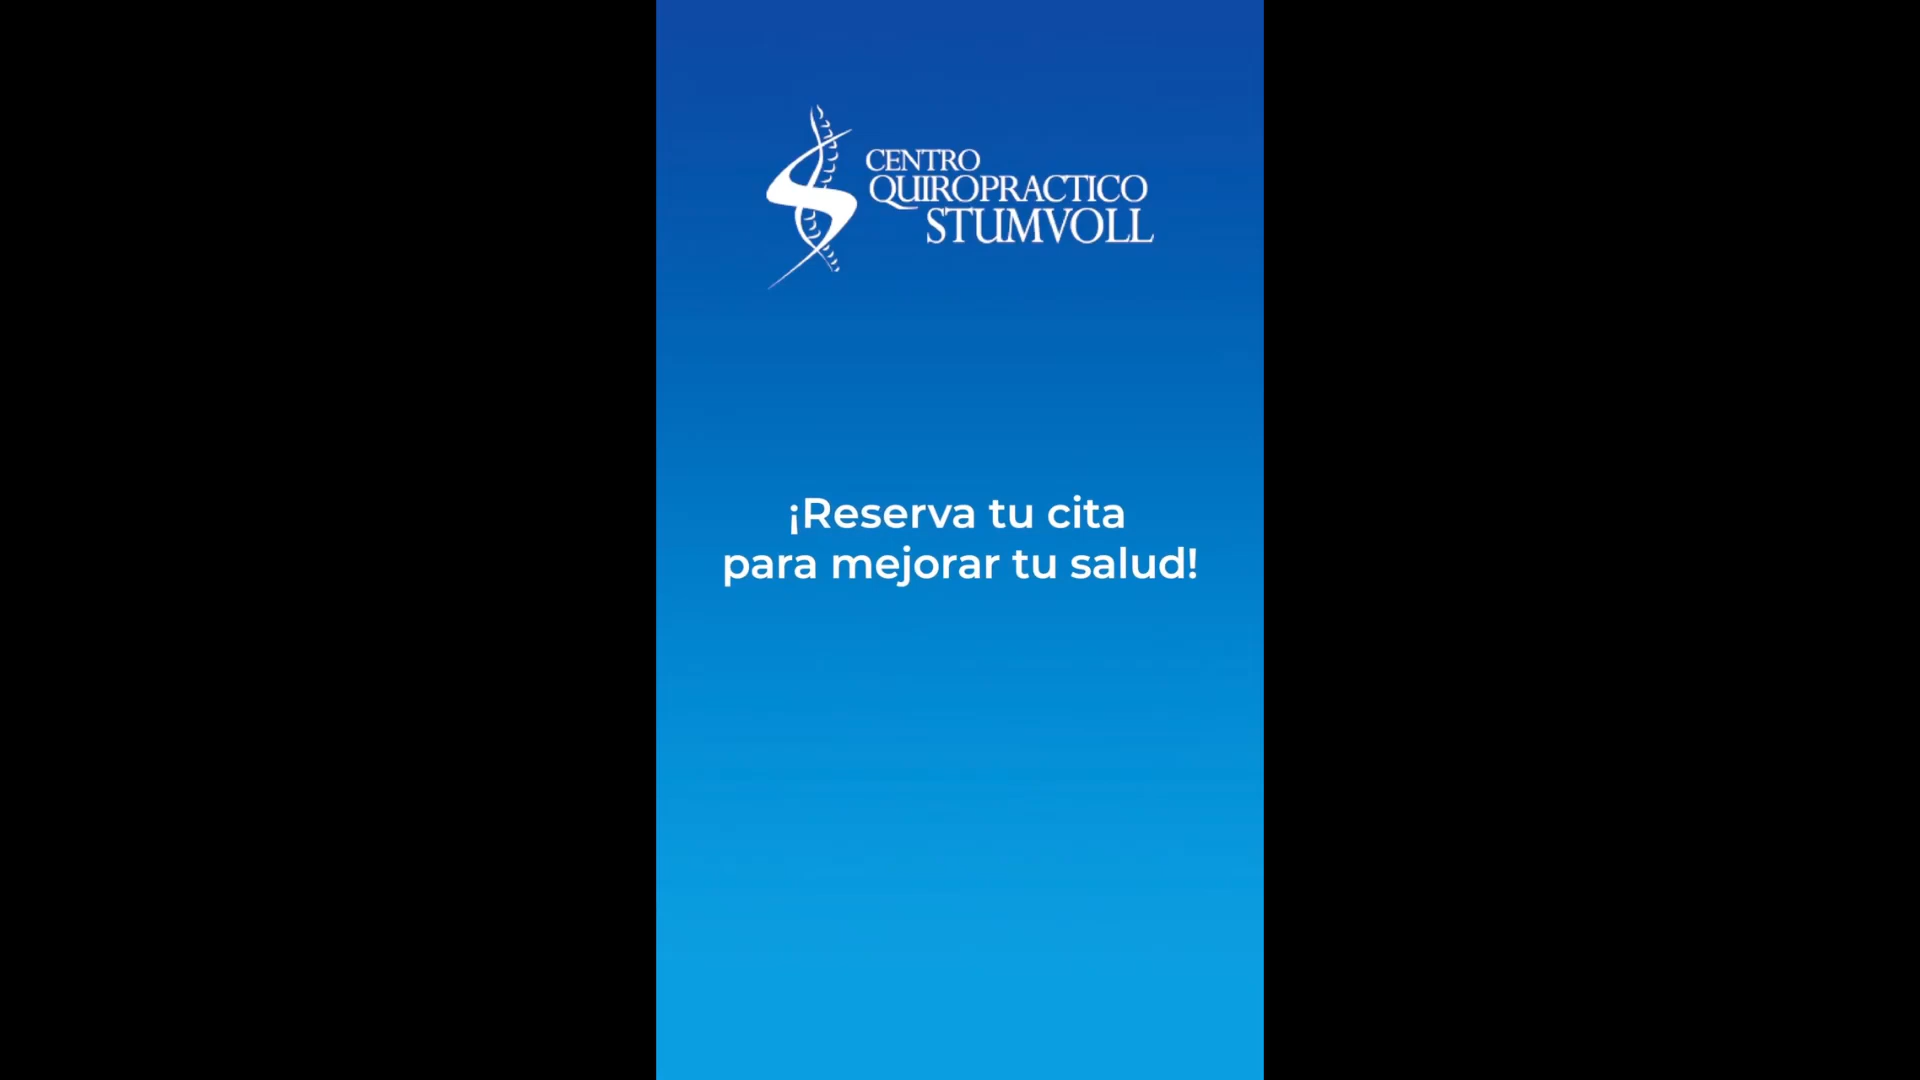 CENTRO
QUIROPRACTICO
STUMVOLL
¡Reserva tu cita
para mejorar tu salud!